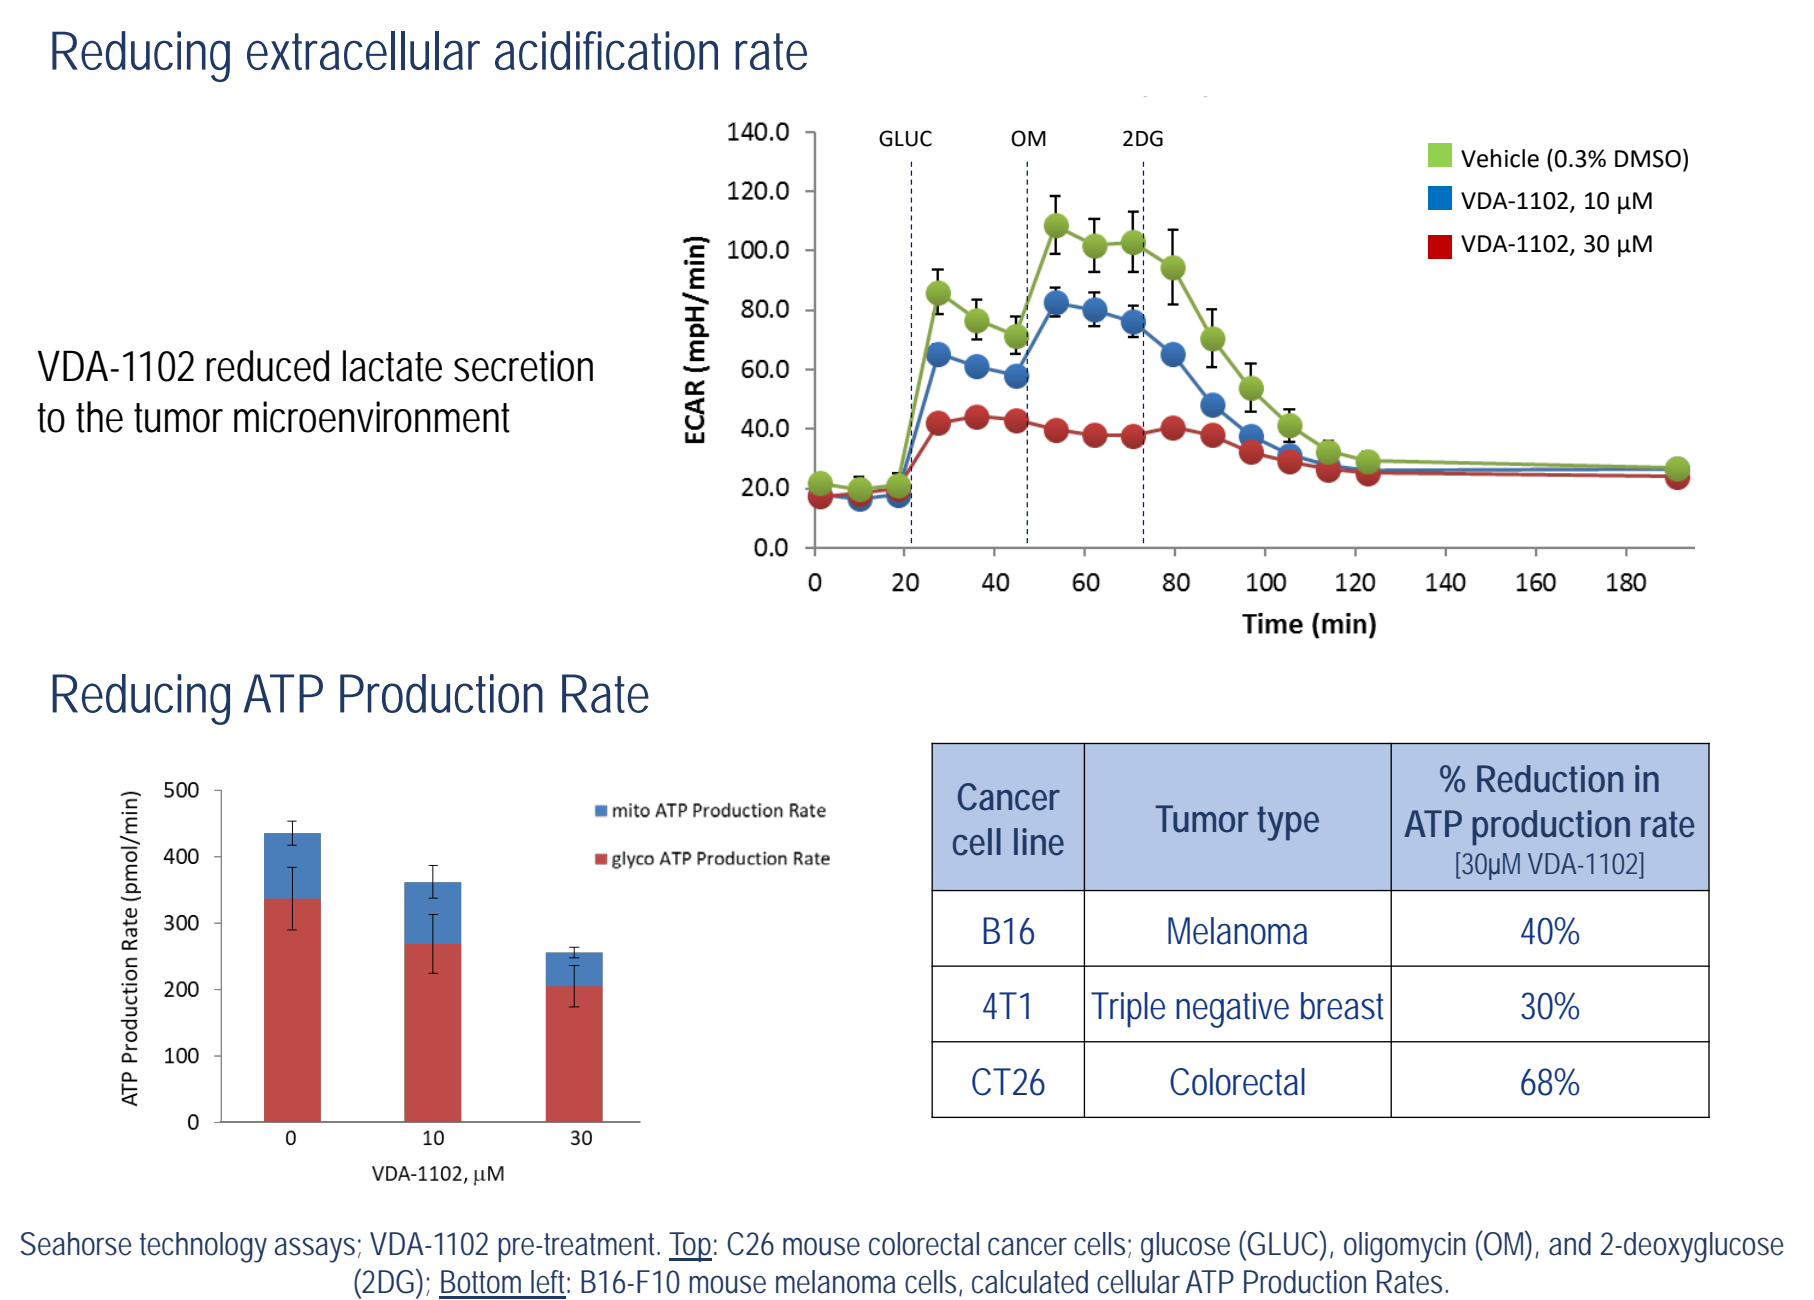 Reducing extracellular acidification rate
VDA-1102 reduced lactate secretion
to the tumor microenvironment
140.0
120.0
100.0
80.0
60.0
40.0
20.0
0.0
ECAR (mpH/min)
GLUC
OM
2DG
Vehicle (0.3% DMSO)
VDA-1102, 10 µM
VDA-1102, 30 µM
0 20 40 60 80 100 120 140 160 180
Time (min)
Reducing ATP Production Rate
ATP Production Rate (pmol/min)
500
400
300
200
100
0
mito ATP Production Rate
glyco ATP Production Rate
0 10 30
VDA-1102, µM
Cancer cell line
Tumor type
% Reduction in
ATP production rate
[30µM VDA-1102]
B16 Melanoma 40%
4T1 Triple negative breast 30%
CT26 Colorectal 68%
Seahorse technology assays; VDA-1102 pre-treatment. Top: C26 mouse colorectal cancer cells; glucose (GLUC), oligomycin (OM), and 2-deoxyglucose
(2DG); Bottom left: B16-F10 mouse melanoma cells, calculated cellular ATP Production Rates.